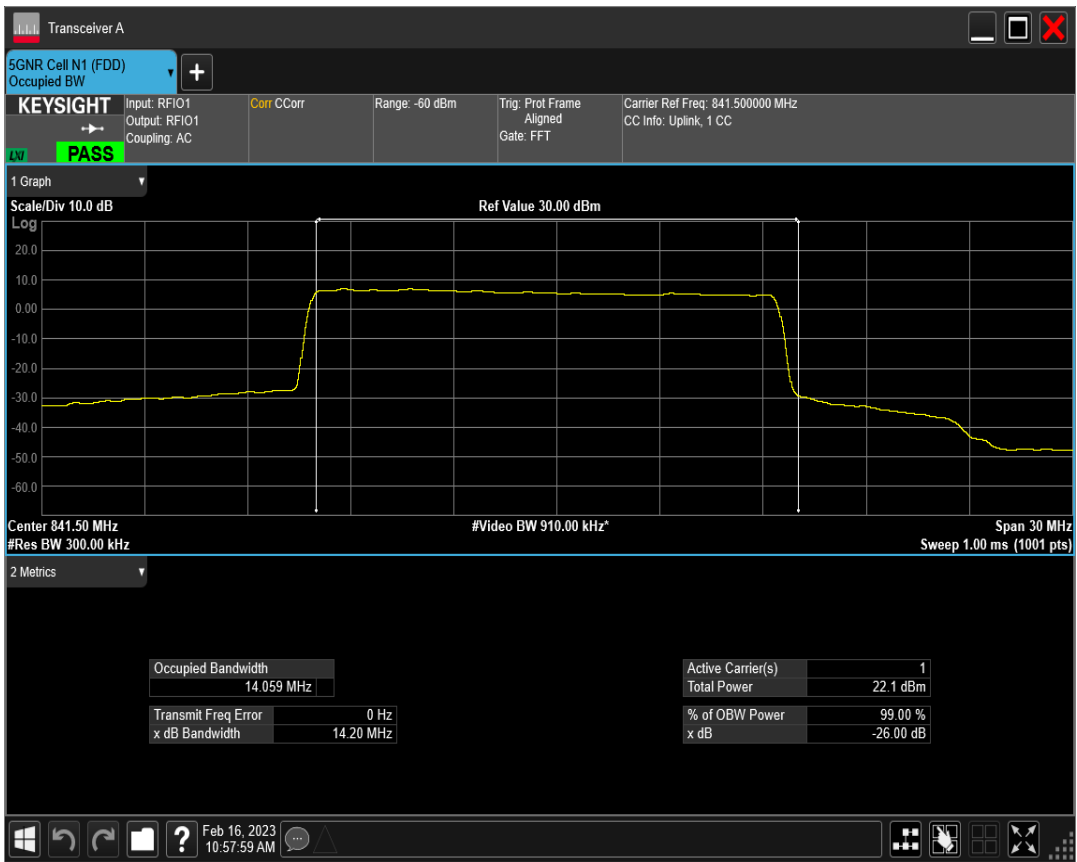 Transceiver A
5GNR Cell N1 (FDD)
Occupied BW
+
KEYSIGHT
LXI
PASS
Input: RFIO1
Output: RFIO1
Coupling: AC
Corr CCorr
Range: -60 dBm
Trig: Prot Frame
Aligned
Gate: FFT
Carrier Ref Freq: 841.500000 MHz
CC Info: Uplink, 1 CC
1 Graph
Scale/Div 10.0 dB
Ref Value 30.00 dBm
Log
20.0
10.0
0.00
-10.0
-20.0
-30.0
-40.0
-50.0
-60.0
Center 841.50 MHz
#Video BW 910.00 kHz*
Span 30 MHz
#Res BW 300.00 kHz
Sweep 1.00 ms (1001 pts)
2 Metrics
Occupied Bandwidth
14.059 MHz
Transmit Freq Error 0 Hz
x dB Bandwidth 14.20 MHz
Active Carrier(s) 1
Total Power 22.1 dBm
% of OBW Power 99.00 %
x dB -26.00 dB
?
Feb 16, 2023
10:57:59 AM